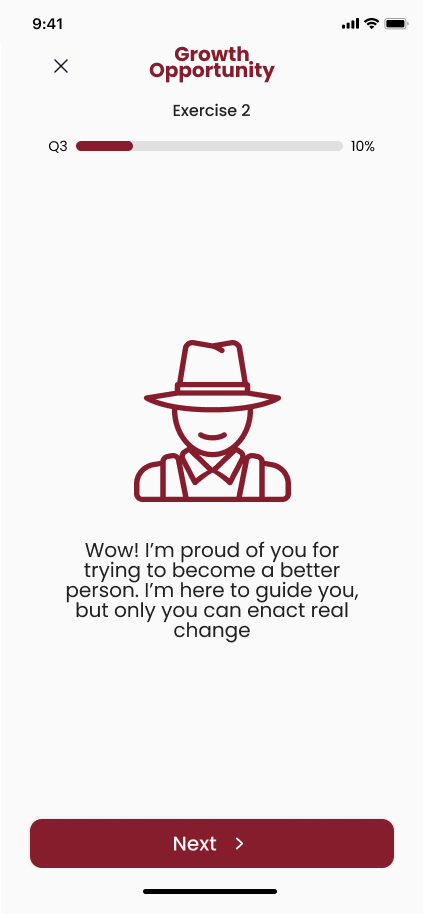 9:41
Growth
Opportunity
Exercise 2
Q3 10%
Wow! I’m proud of you for
trying to become a better
person. I’m here to guide you,
but only you can enact real
change
Next